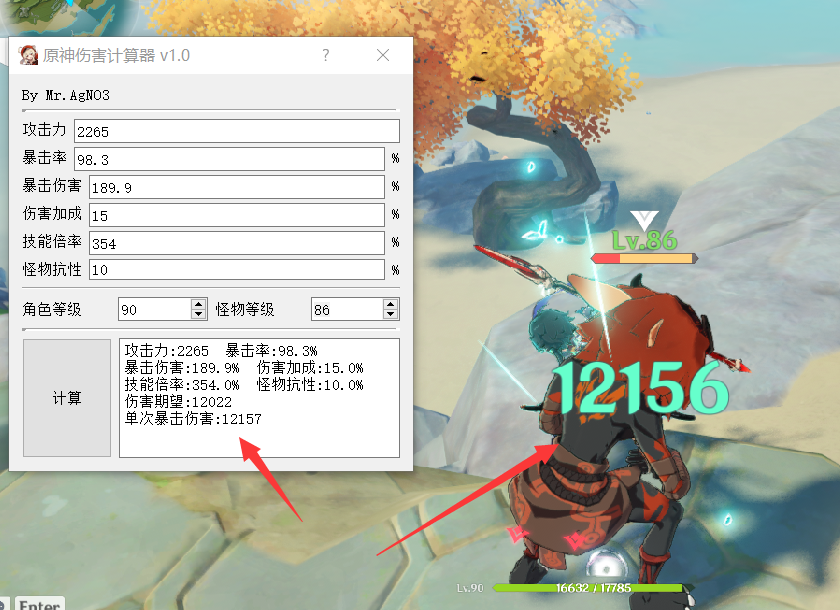 原神伤害计算器 v1.0
?
By Mr.AgNO3
攻击力 2265
暴击率 98.3 %
暴击伤害 189.9 %
伤害加成 15 %
技能倍率 354 %
怪物抗性 10 %
角色等级 90 怪物等级 86
计算
攻击力:2265 暴击率:98.3%
暴击伤害:189.9% 伤害加成:15.0%
技能倍率:354.0% 怪物抗性:10.0%
伤害期望:12022
单次暴击伤害:12157
Lv.86
12156
Lv.90 16632 / 17785
Enter